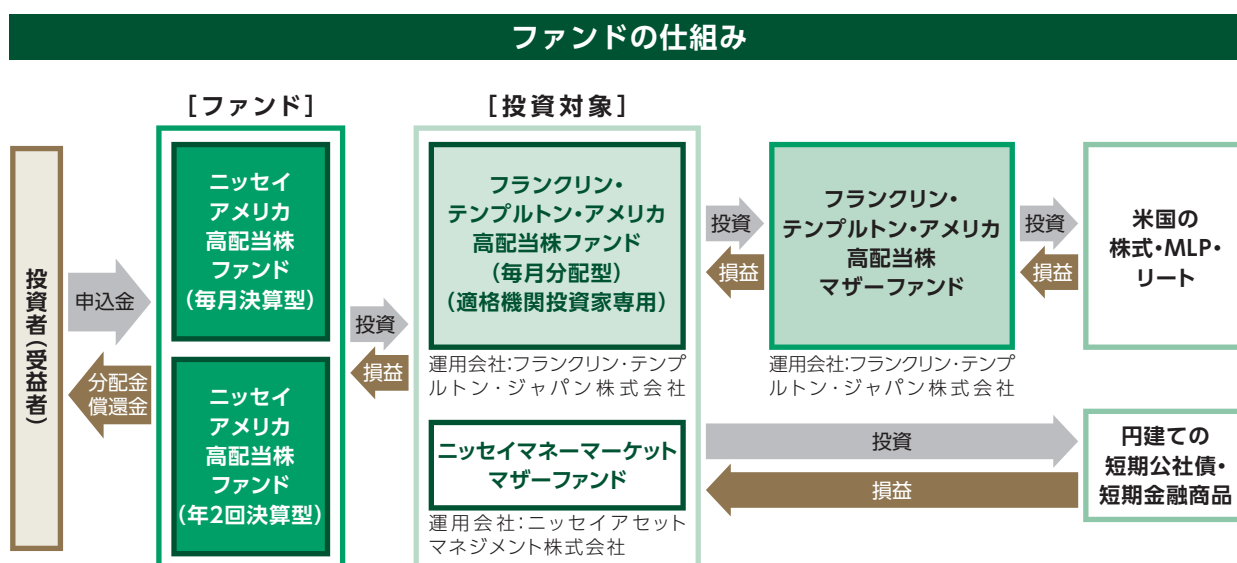 ファンドの仕組み
[ファンド]
[投資対象]
投資者(受益者)
申込金
分配金
償還金
ニッセイ
アメリカ
高配当株
ファンド
(毎月決算型)
ニッセイ
アメリカ
高配当株
ファンド
(年2回決算型)
投資
損益
フランクリン・
テンプルトン・アメリカ
高配当株ファンド
(毎月分配型)
(適格機関投資家専用)
運用会社:フランクリン・テンプ
ルトン・ジャパン株式会社
投資
損益
フランクリン・
テンプルトン・アメリカ
高配当株
マザーファンド
運用会社:フランクリン・テンプ
ルトン・ジャパン株式会社
投資
損益
米国の
株式・MLP・
リート
ニッセイマネーマーケット
マザーファンド
運用会社:ニッセイアセット
マネジメント株式会社
投資
損益
円建ての
短期公社債・
短期金融商品